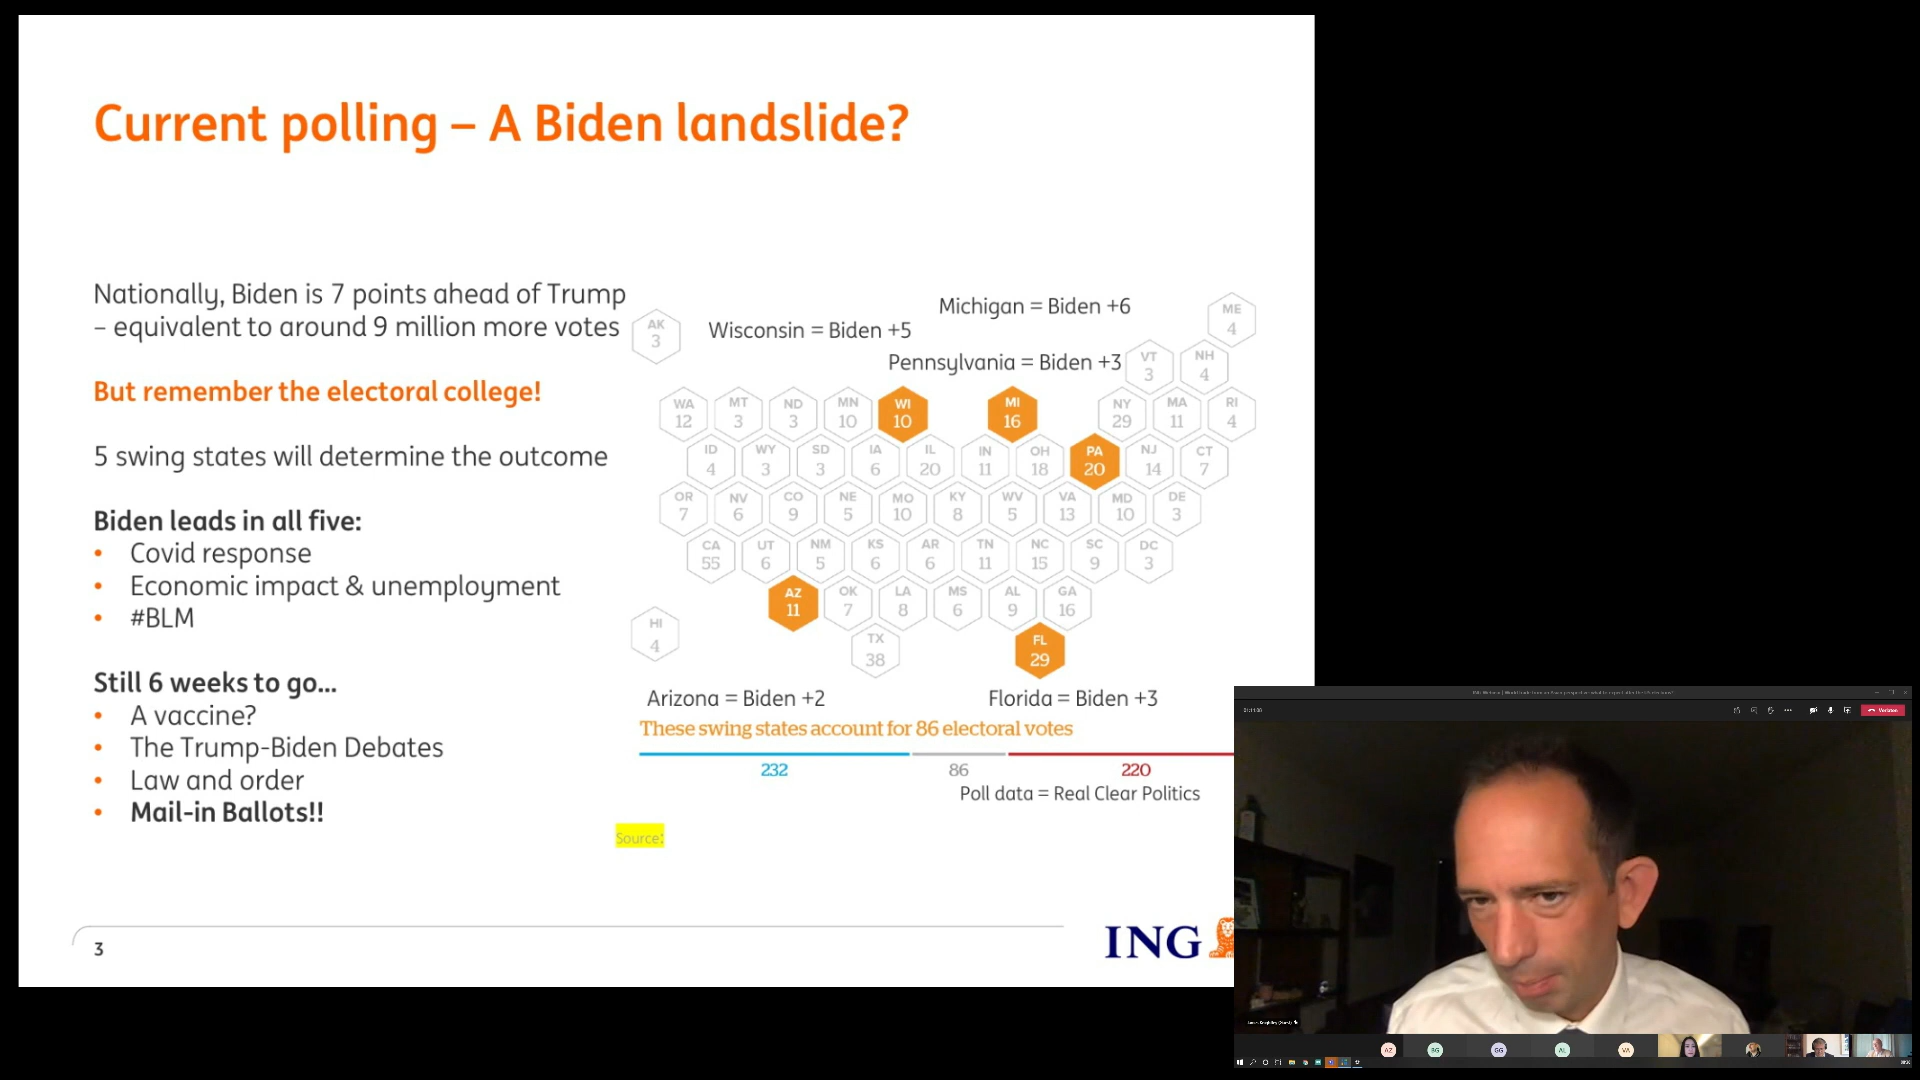 Current polling – A Biden landslide?
Nationally, Biden is 7 points ahead of Trump
– equivalent to around 9 million more votes
But remember the electoral college!
5 swing states will determine the outcome
Biden leads in all five:
• Covid response
• Economic impact & unemployment
• #BLM
Still 6 weeks to go...
• A vaccine?
• The Trump-Biden Debates
• Law and order
• Mail-in Ballots!!
Michigan = Biden +6
Wisconsin = Biden +5
Pennsylvania = Biden +3
AK 3
ME 4
VT 3
NH 4
WA 12
MT 3
ND 3
MN 10
WI 10
MI 16
NY 29
MA 11
RI 4
ID 4
WY 3
SD 3
IA 6
IL 20
IN 11
OH 18
PA 20
NJ 14
CT 7
OR 7
NV 6
CO 9
NE 5
MO 10
KY 8
WV 5
VA 13
MD 10
DE 3
CA 55
UT 6
NM 5
KS 6
AR 6
TN 11
NC 15
SC 9
DC 3
AZ 11
OK 7
LA 8
MS 6
AL 9
GA 16
HI 4
TX 38
FL 29
Arizona = Biden +2
Florida = Biden +3
These swing states account for 86 electoral votes
232 86 220
Poll data = Real Clear Politics
Source:
3
ING
AZ BG GG AL VA